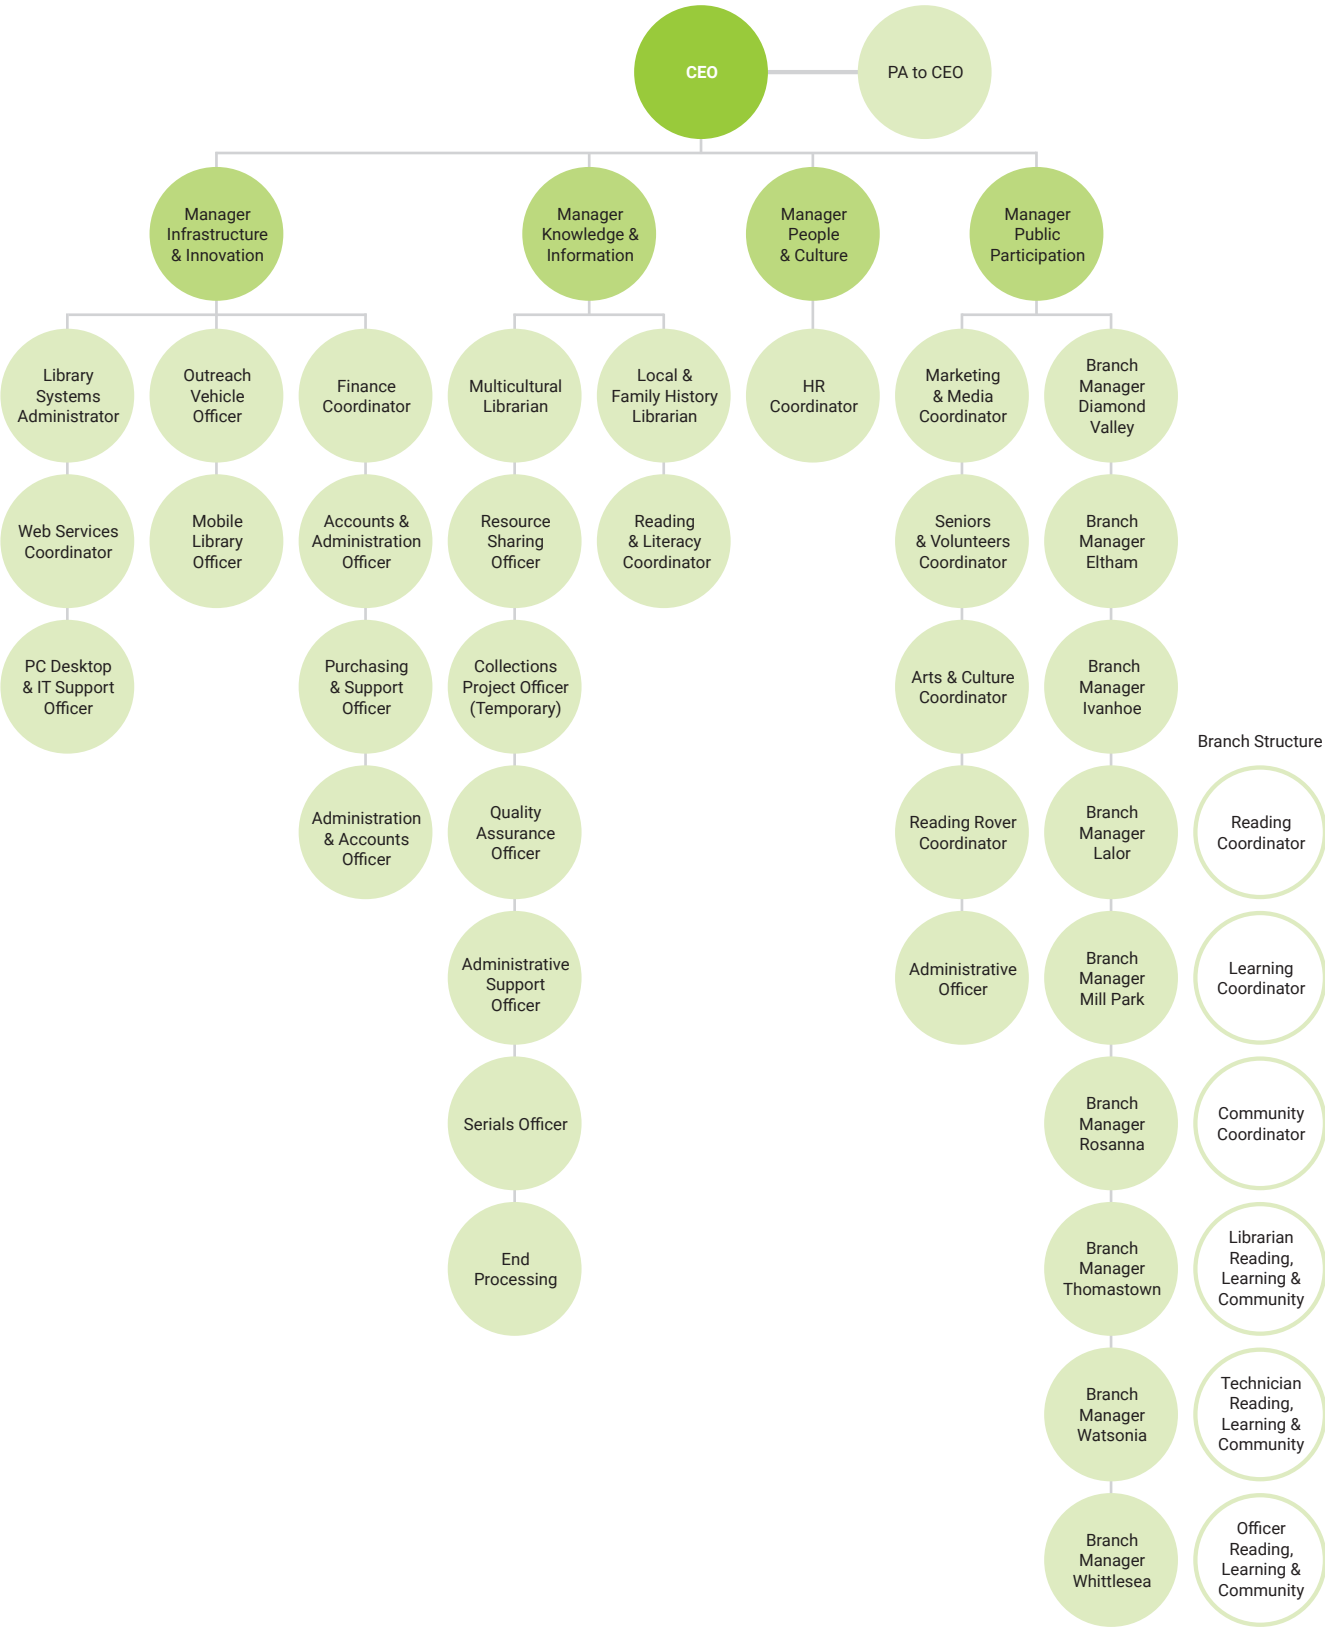 CEO
PA to CEO
Manager
Infrastructure
& Innovation
Manager
Knowledge &
Information
Manager
People
& Culture
Manager
Public
Participation
Library
Systems
Administrator
Outreach
Vehicle
Officer
Finance
Coordinator
Multicultural
Librarian
Local &
Family History
Librarian
HR
Coordinator
Marketing
& Media
Coordinator
Branch
Manager
Diamond
Valley
Web Services
Coordinator
Mobile
Library
Officer
Accounts &
Administration
Officer
Resource
Sharing
Officer
Reading
& Literacy
Coordinator
Seniors
& Volunteers
Coordinator
Branch
Manager
Eltham
PC Desktop
& IT Support
Officer
Purchasing
& Support
Officer
Collections
Project Officer
(Temporary)
Arts & Culture
Coordinator
Branch
Manager
Ivanhoe
Branch Structure
Administration
& Accounts
Officer
Quality
Assurance
Officer
Reading Rover
Coordinator
Branch
Manager
Lalor
Reading
Coordinator
Administrative
Support
Officer
Administrative
Officer
Branch
Manager
Mill Park
Learning
Coordinator
Serials Officer
Branch
Manager
Rosanna
Community
Coordinator
End
Processing
Branch
Manager
Thomastown
Librarian
Reading,
Learning &
Community
Branch
Manager
Watsonia
Technician
Reading,
Learning &
Community
Branch
Manager
Whittlesea
Officer
Reading,
Learning &
Community